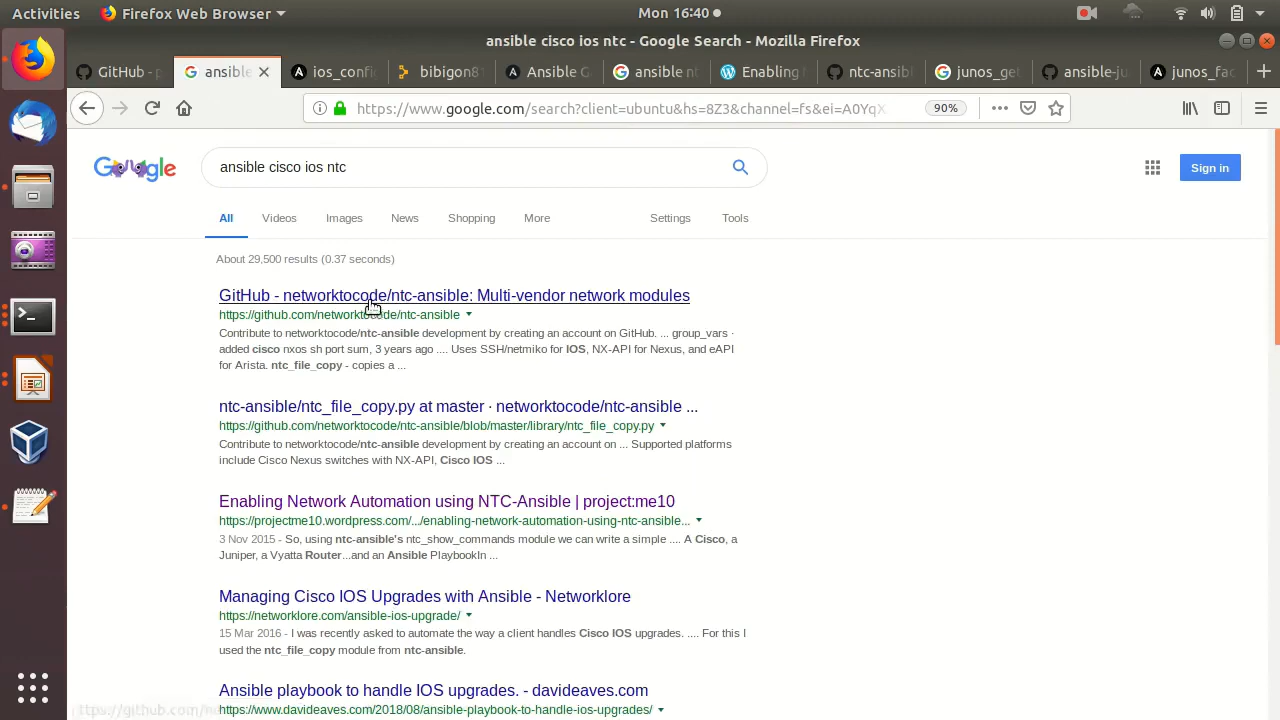 Activities Firefox Web Browser Mon 16:40
ansible cisco ios ntc - Google Search - Mozilla Firefox
GitHub - p ansible ios_config bibigon81 Ansible G ansible nt Enabling ntc-ansib junos_get ansible-ju junos_fac
https://www.google.com/search?client=ubuntu&hs=8Z3&channel=fs&ei=A0YqX 90%
Google ansible cisco ios ntc Sign in
All Videos Images News Shopping More Settings Tools
About 29,500 results (0.37 seconds)
GitHub - networktocode/ntc-ansible: Multi-vendor network modules
https://github.com/networktocode/ntc-ansible
Contribute to networktocode/ntc-ansible development by creating an account on GitHub. ... group_vars ·
added cisco nxos sh port sum, 3 years ago .... Uses SSH/netmiko for IOS, NX-API for Nexus, and eAPI
for Arista. ntc_file_copy - copies a ...
ntc-ansible/ntc_file_copy.py at master · networktocode/ntc-ansible ...
https://github.com/networktocode/ntc-ansible/blob/master/library/ntc_file_copy.py
Contribute to networktocode/ntc-ansible development by creating an account on ... Supported platforms
include Cisco Nexus switches with NX-API, Cisco IOS ...
Enabling Network Automation using NTC-Ansible | project:me10
https://projectme10.wordpress.com/.../enabling-network-automation-using-ntc-ansible...
3 Nov 2015 - So, using ntc-ansible's ntc_show_commands module we can write a simple .... A Cisco, a
Juniper, a Vyatta Router...and an Ansible PlaybookIn ...
Managing Cisco IOS Upgrades with Ansible - Networklore
https://networklore.com/ansible-ios-upgrade/
15 Mar 2016 - I was recently asked to automate the way a client handles Cisco IOS upgrades. .... For this I
used the ntc_file_copy module from ntc-ansible.
Ansible playbook to handle IOS upgrades. - davideaves.com
https://www.davideaves.com/2018/08/ansible-playbook-to-handle-ios-upgrades/